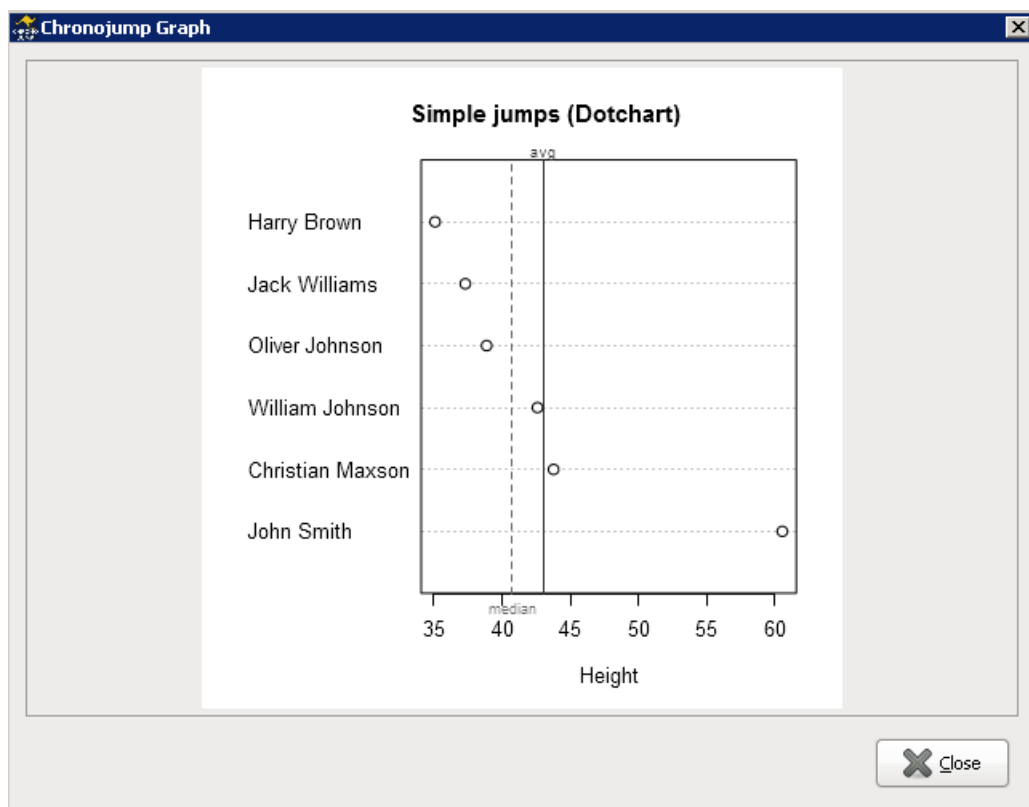 Chronojump Graph
Simple jumps (Dotchart)
avg
Harry Brown
Jack Williams
Oliver Johnson
William Johnson
Christian Maxson
John Smith
median
35 40 45 50 55 60
Height
Close